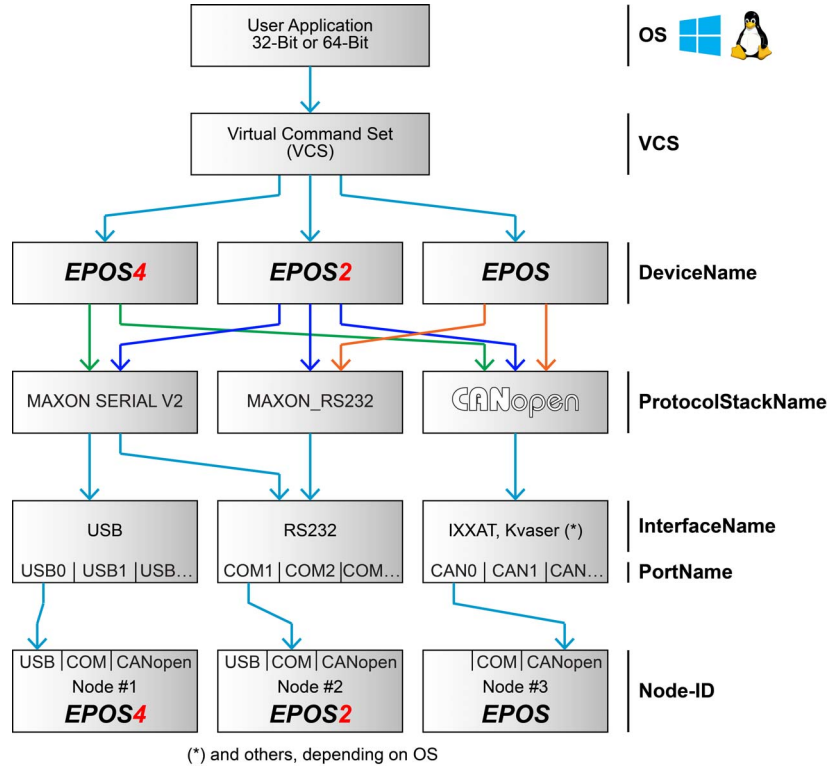 User Application
32-Bit or 64-Bit
OS
Virtual Command Set
(VCS)
VCS
EPOS4
EPOS2
EPOS
DeviceName
MAXON SERIAL V2
MAXON_RS232
CANopen
ProtocolStackName
USB
RS232
IXXAT, Kvaser (*)
InterfaceName
USB0 USB1 USB...
COM1 COM2 COM...
CAN0 CAN1 CAN...
PortName
USB COM CANopen
Node #1
EPOS4
USB COM CANopen
Node #2
EPOS2
COM CANopen
Node #3
EPOS
Node-ID
(*) and others, depending on OS